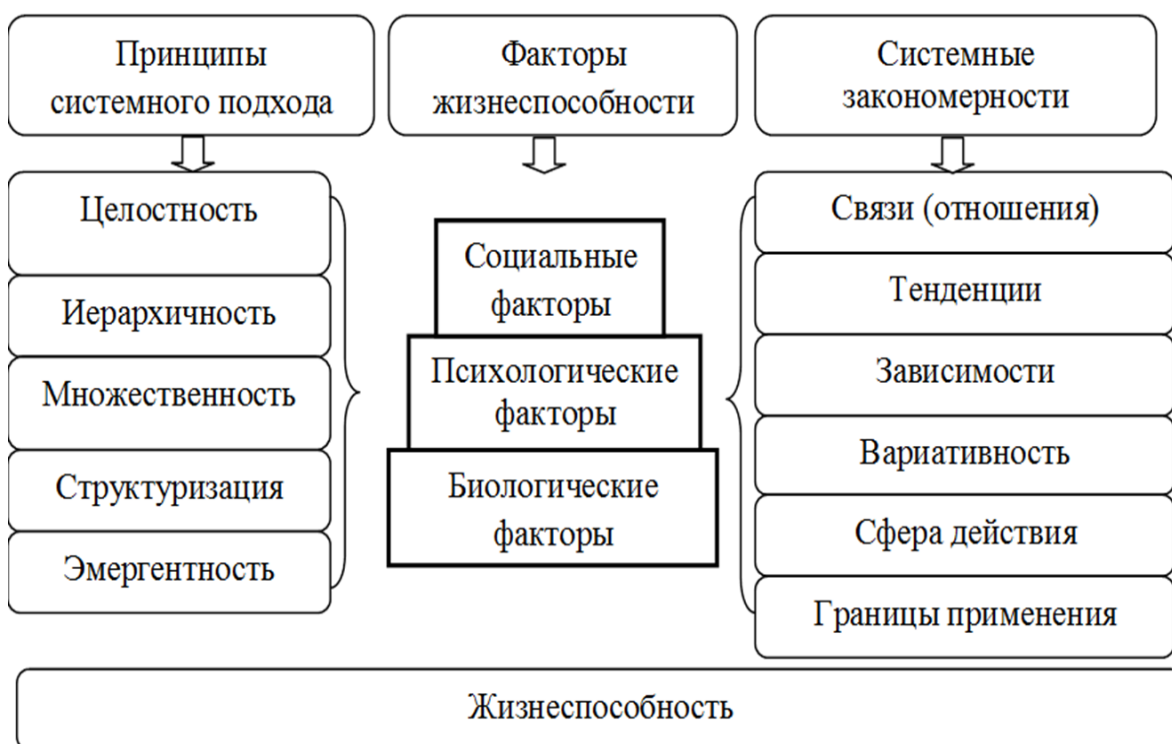 Принципы
системного подхода
Факторы
жизнеспособности
Системные
закономерности
Целостность
Иерархичность
Множественность
Структуризация
Эмергентность
Социальные
факторы
Психологические
факторы
Биологические
факторы
Связи (отношения)
Тенденции
Зависимости
Вариативность
Сфера действия
Границы применения
Жизнеспособность